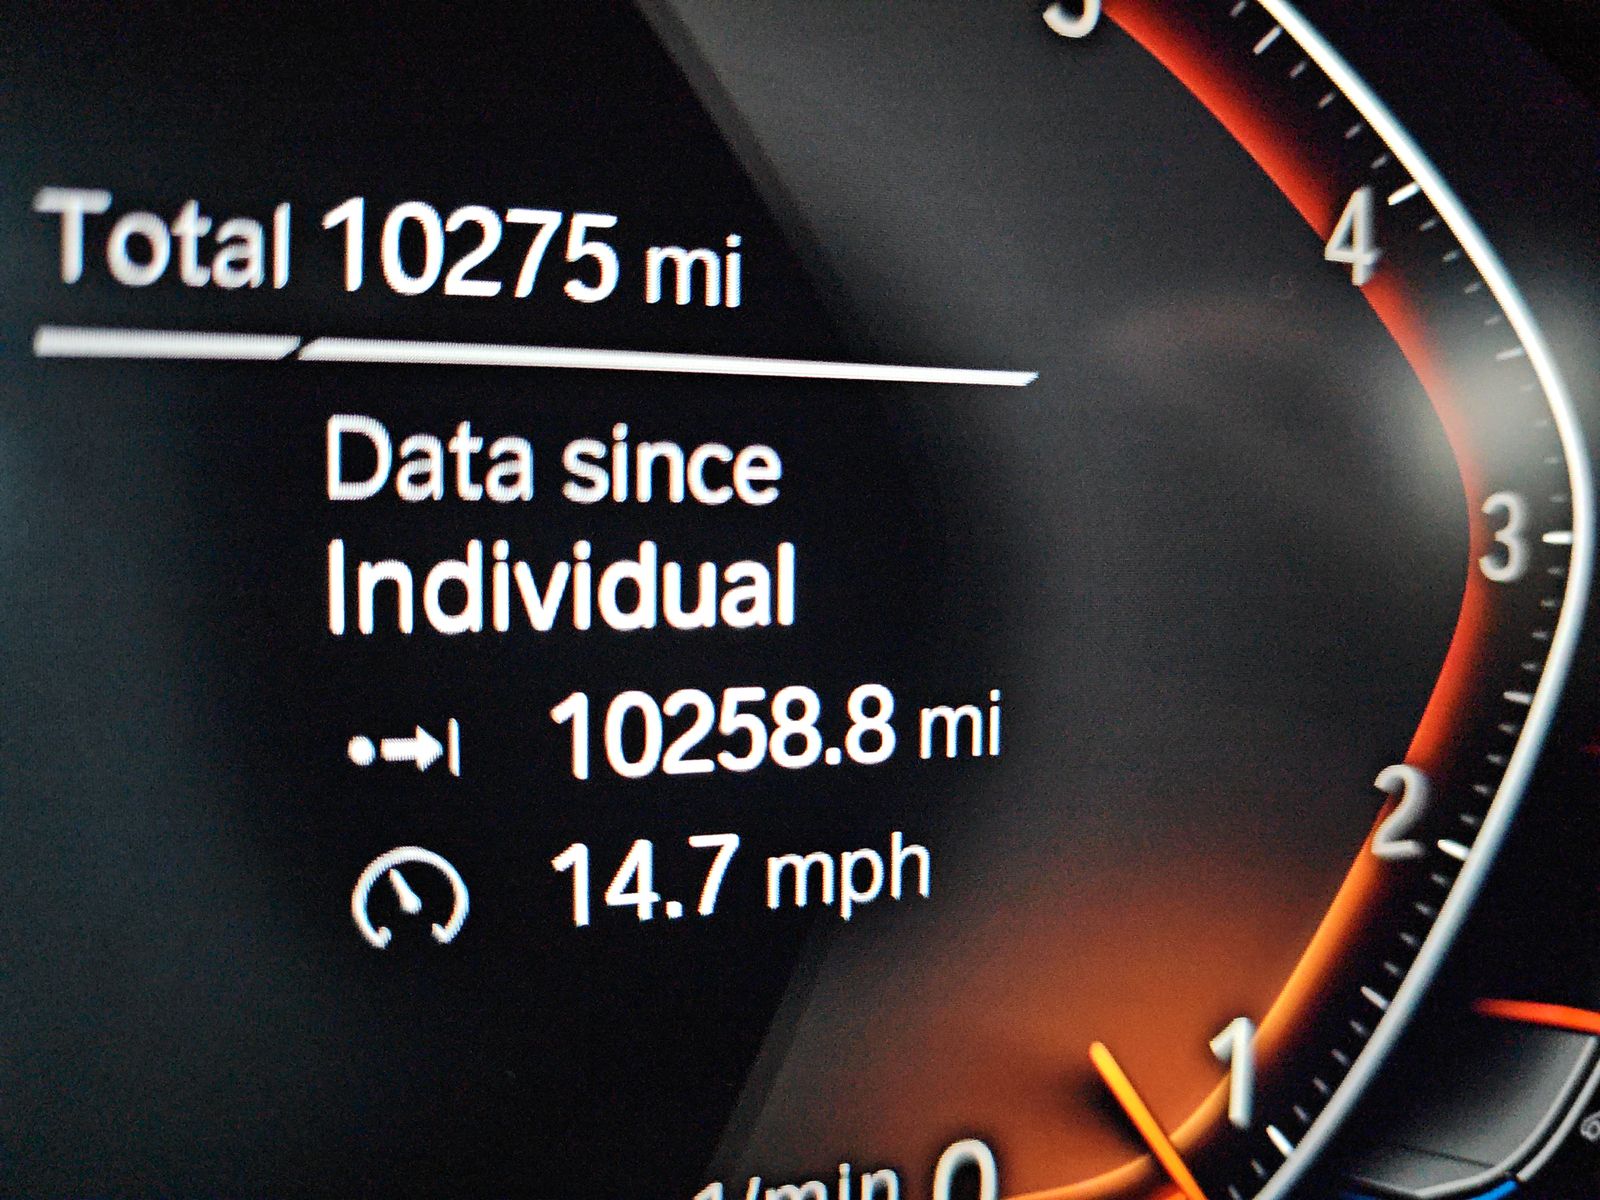 Total 10275 mi
Data since
Individual
10258.8 mi
14.7 mph
4
3
2
1
0
1/min